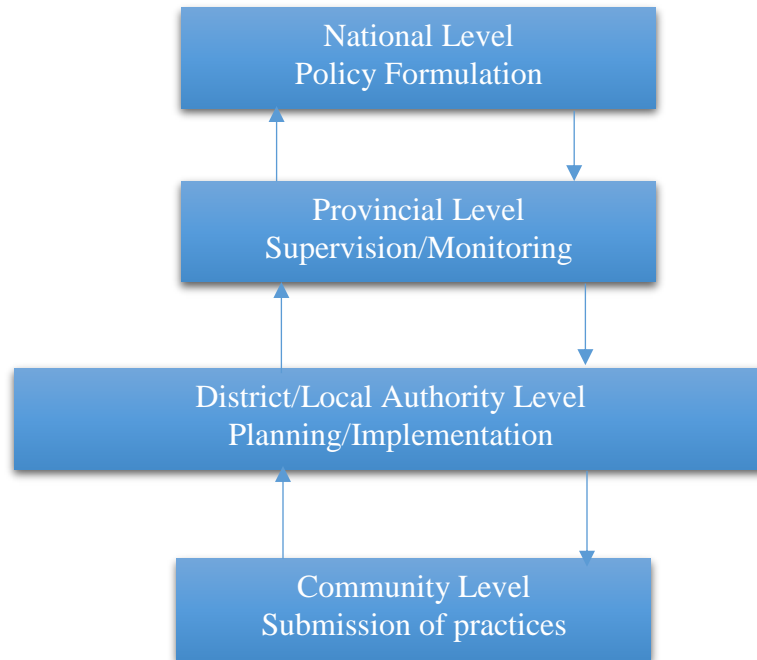 National Level
Policy Formulation
Provincial Level
Supervision/Monitoring
District/Local Authority Level
Planning/Implementation
Community Level
Submission of practices